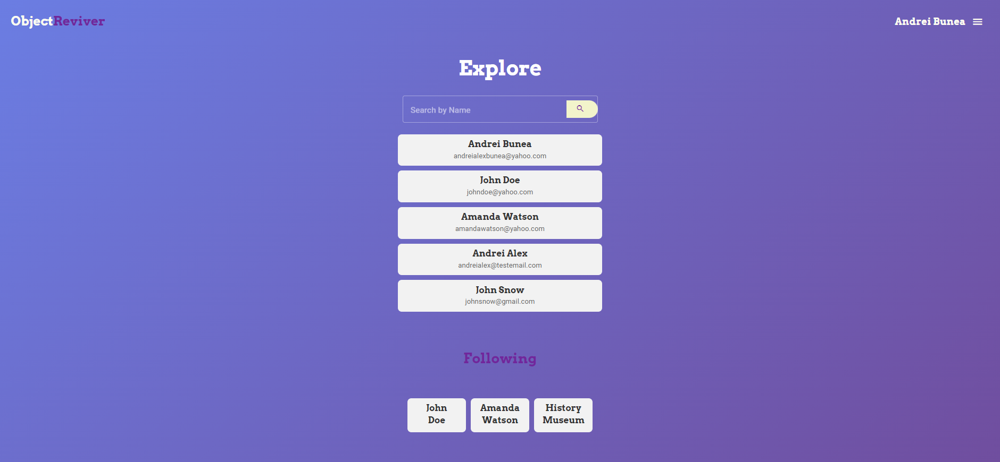 ObjectReviver
Andrei Bunea
Explore
Search by Name
Andrei Bunea
andreialexbunea@yahoo.com
John Doe
johndoe@yahoo.com
Amanda Watson
amandawatson@yahoo.com
Andrei Alex
andreialex@testemail.com
John Snow
johnsnow@gmail.com
Following
John
Doe
Amanda
Watson
History
Museum